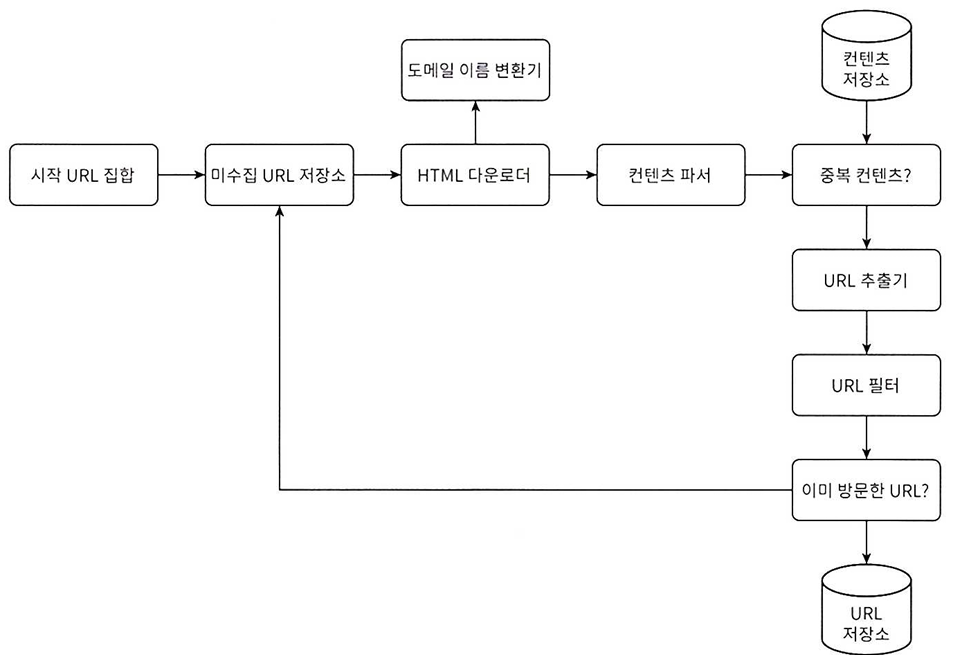 컨텐츠
저장소
도메일 이름 변환기
시작 URL 집합
미수집 URL 저장소
HTML 다운로더
컨텐츠 파서
중복 컨텐츠?
URL 추출기
URL 필터
이미 방문한 URL?
URL
저장소